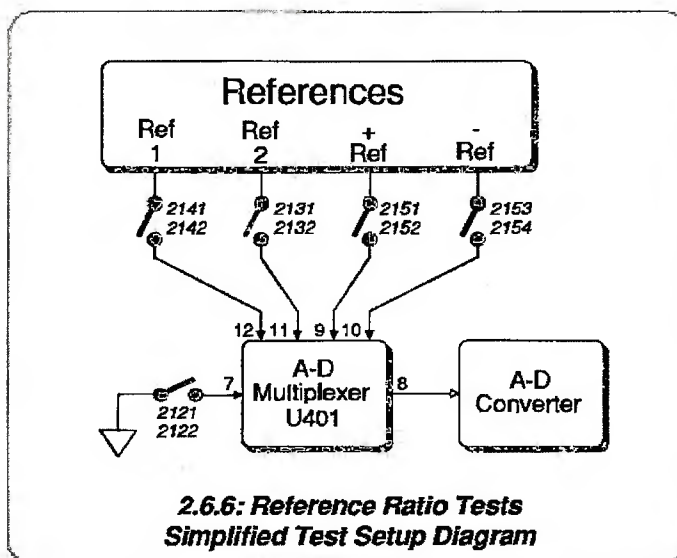 References
Ref 1
Ref 2
+ Ref
- Ref
2141
2142
2131
2132
2151
2152
2153
2154
12 11 9 10
A-D
Multiplexer
U401
7
8
A-D
Converter
2121
2122
2.6.6: Reference Ratio Tests
Simplified Test Setup Diagram